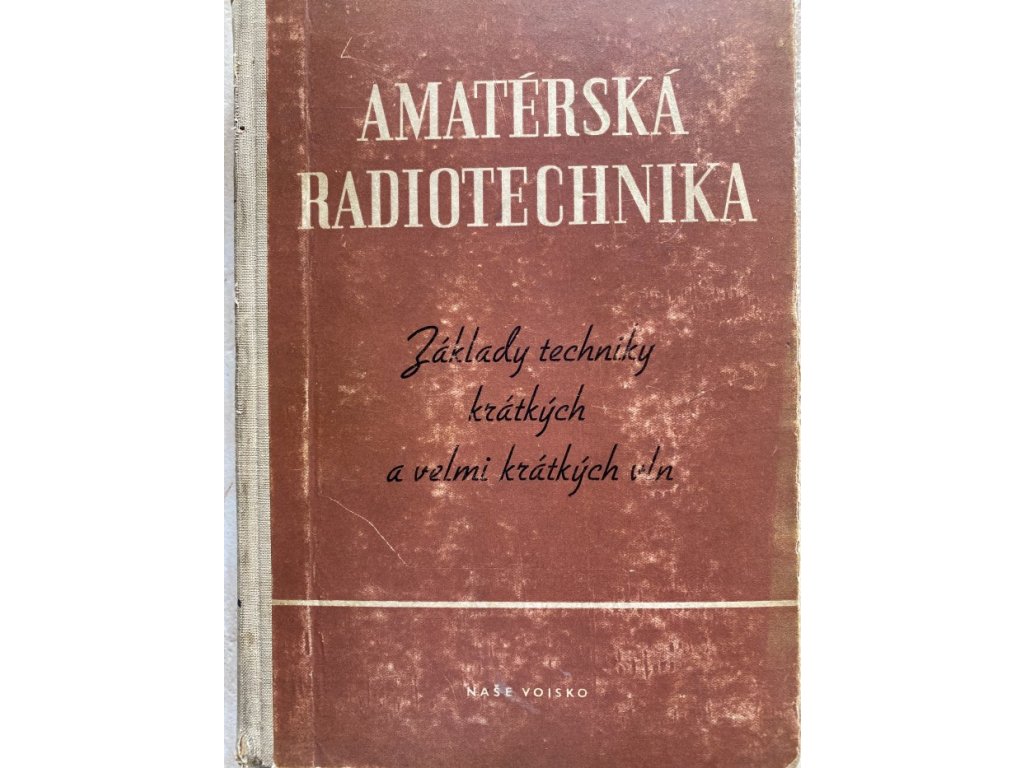 AMATÉRSKÁ
RADIOTECHNIKA
Základy techniky
krátkých
a velmi krátkých vln
NAŠE VOJSKO